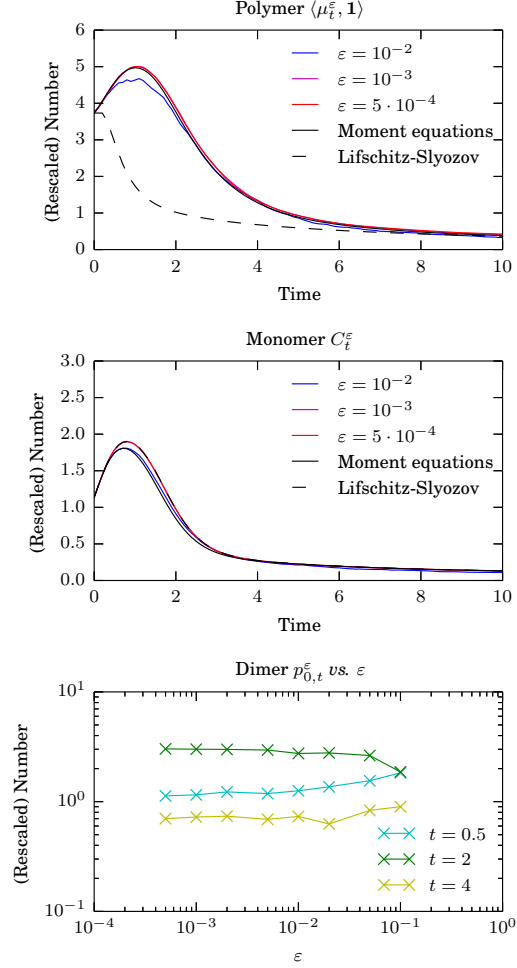 Polymer ⟨μ_t^ε, 1⟩
(Rescaled) Number
6
5
4
3
2
1
0
0 2 4 6 8 10
Time
ε = 10^{-2}
ε = 10^{-3}
ε = 5 · 10^{-4}
Moment equations
Lifschitz-Slyozov
Monomer C_t^ε
(Rescaled) Number
3.0
2.5
2.0
1.5
1.0
0.5
0.0
0 2 4 6 8 10
Time
ε = 10^{-2}
ε = 10^{-3}
ε = 5 · 10^{-4}
Moment equations
Lifschitz-Slyozov
Dimer p_{0,t}^ε vs. ε
(Rescaled) Number
10^1
10^0
10^{-1}
10^{-4} 10^{-3} 10^{-2} 10^{-1} 10^0
ε
t = 0.5
t = 2
t = 4